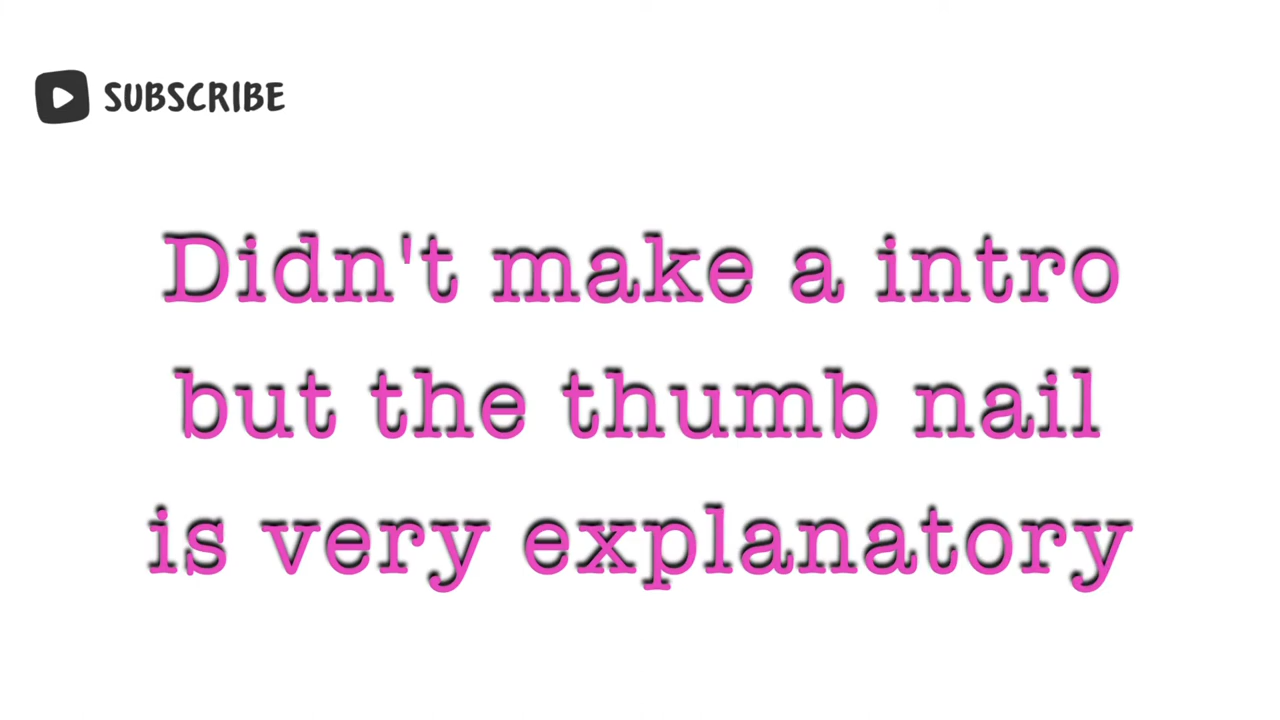 SUBSCRIBE
Didn't make a intro
but the thumb nail
is very explanatory